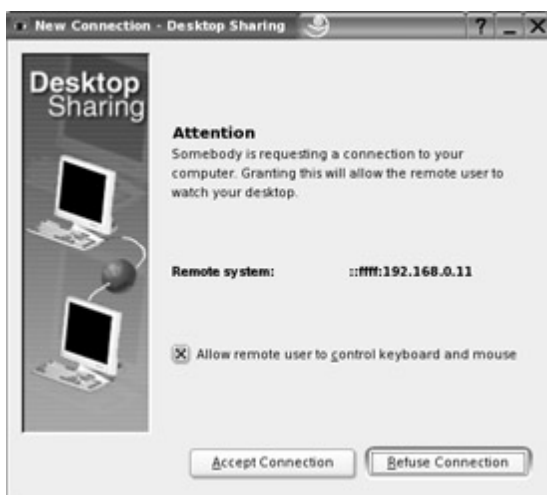 New Connection - Desktop Sharing
Desktop
Sharing
Attention
Somebody is requesting a connection to your
computer. Granting this will allow the remote user to
watch your desktop.
Remote system: ::ffff:192.168.0.11
Allow remote user to control keyboard and mouse
Accept Connection Refuse Connection